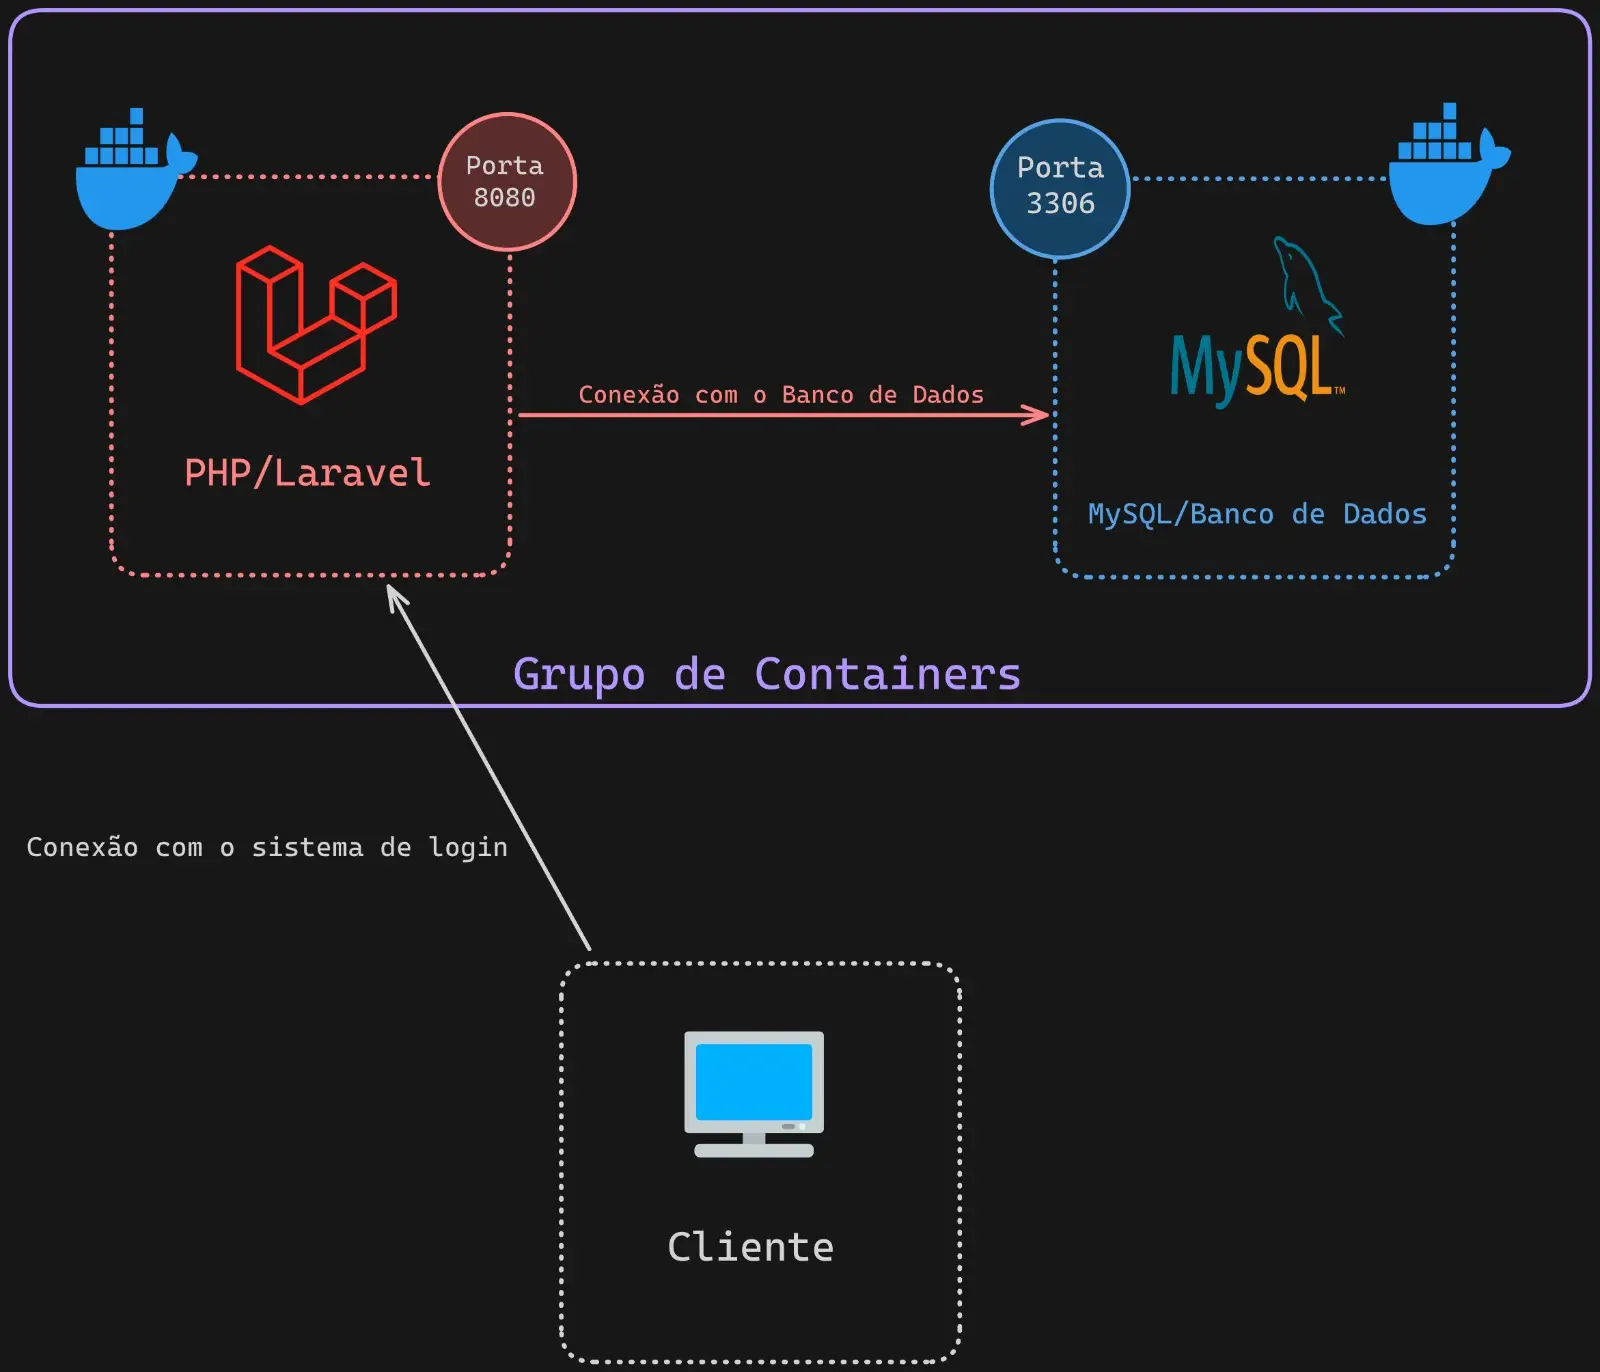 Porta
8080
Porta
3306
MySQL™
Conexão com o Banco de Dados
PHP/Laravel
MySQL/Banco de Dados
Grupo de Containers
Conexão com o sistema de login
Cliente